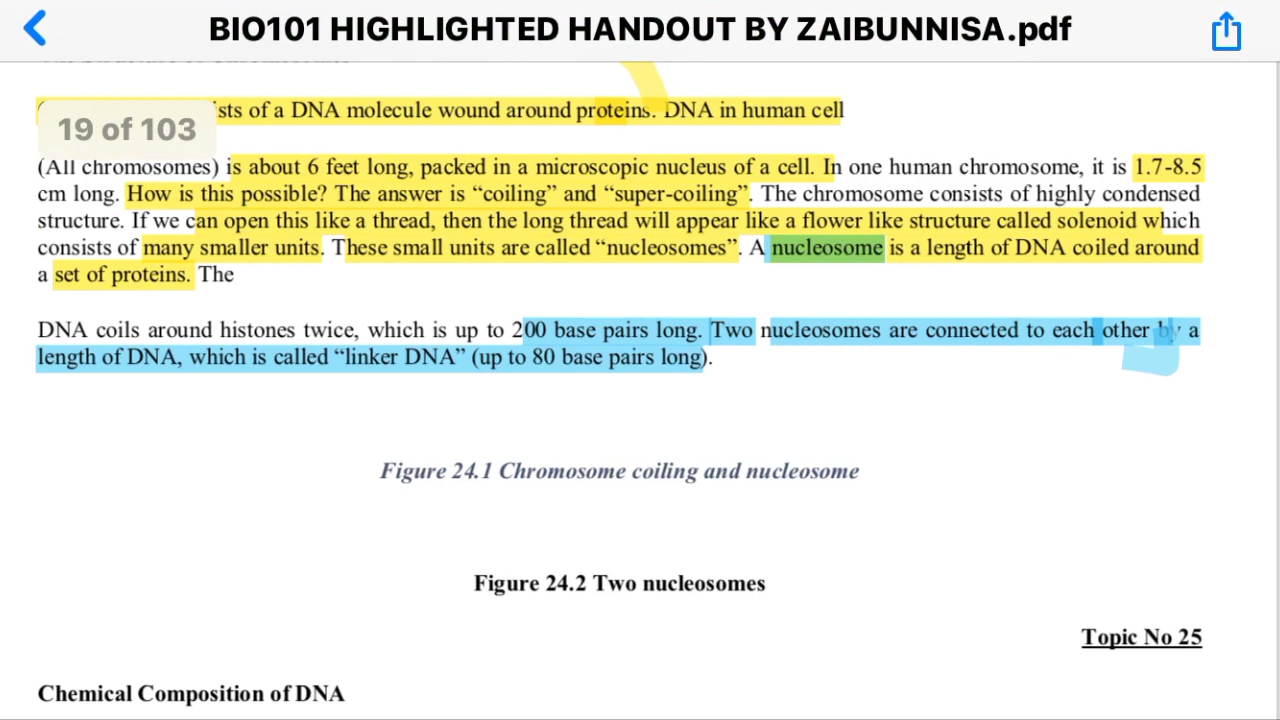 BIO101 HIGHLIGHTED HANDOUT BY ZAIBUNNISA.pdf
19 of 103
sts of a DNA molecule wound around proteins. DNA in human cell
(All chromosomes) is about 6 feet long, packed in a microscopic nucleus of a cell. In one human chromosome, it is 1.7-8.5
cm long. How is this possible? The answer is “coiling” and “super-coiling”. The chromosome consists of highly condensed
structure. If we can open this like a thread, then the long thread will appear like a flower like structure called solenoid which
consists of many smaller units. These small units are called “nucleosomes”. A nucleosome is a length of DNA coiled around
a set of proteins. The
DNA coils around histones twice, which is up to 200 base pairs long. Two nucleosomes are connected to each other by a
length of DNA, which is called “linker DNA” (up to 80 base pairs long).
Figure 24.1 Chromosome coiling and nucleosome
Figure 24.2 Two nucleosomes
Topic No 25
Chemical Composition of DNA